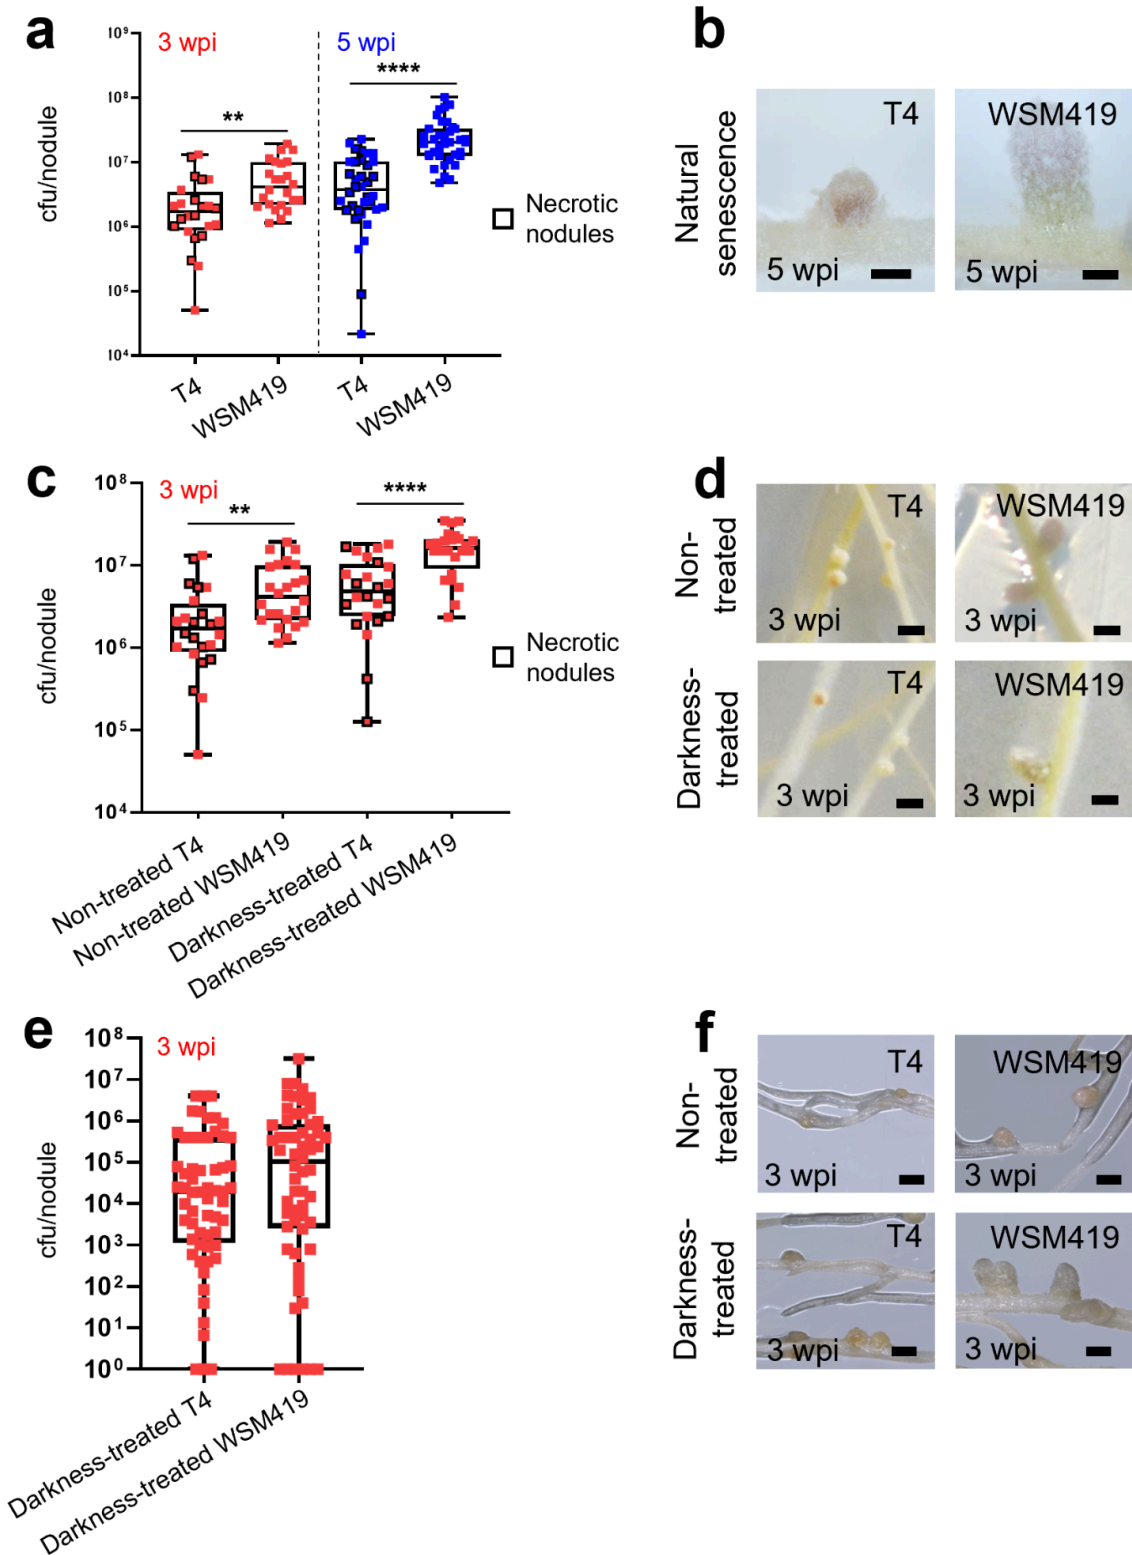 a
3 wpi
5 wpi
**
****
cfu/nodule
10⁹
10⁸
10⁷
10⁶
10⁵
10⁴
T4
WSM419
T4
WSM419
Necrotic
nodules
b
Natural
senescence
T4
5 wpi
WSM419
5 wpi
c
3 wpi
**
****
cfu/nodule
10⁸
10⁷
10⁶
10⁵
10⁴
Non-treated T4
Non-treated WSM419
Darkness-treated T4
Darkness-treated WSM419
Necrotic
nodules
d
Non-
treated
T4
3 wpi
WSM419
3 wpi
Darkness-
treated
T4
3 wpi
WSM419
3 wpi
e
3 wpi
cfu/nodule
10⁸
10⁷
10⁶
10⁵
10⁴
10³
10²
10¹
10⁰
Darkness-treated T4
Darkness-treated WSM419
f
Non-
treated
T4
3 wpi
WSM419
3 wpi
Darkness-
treated
T4
3 wpi
WSM419
3 wpi